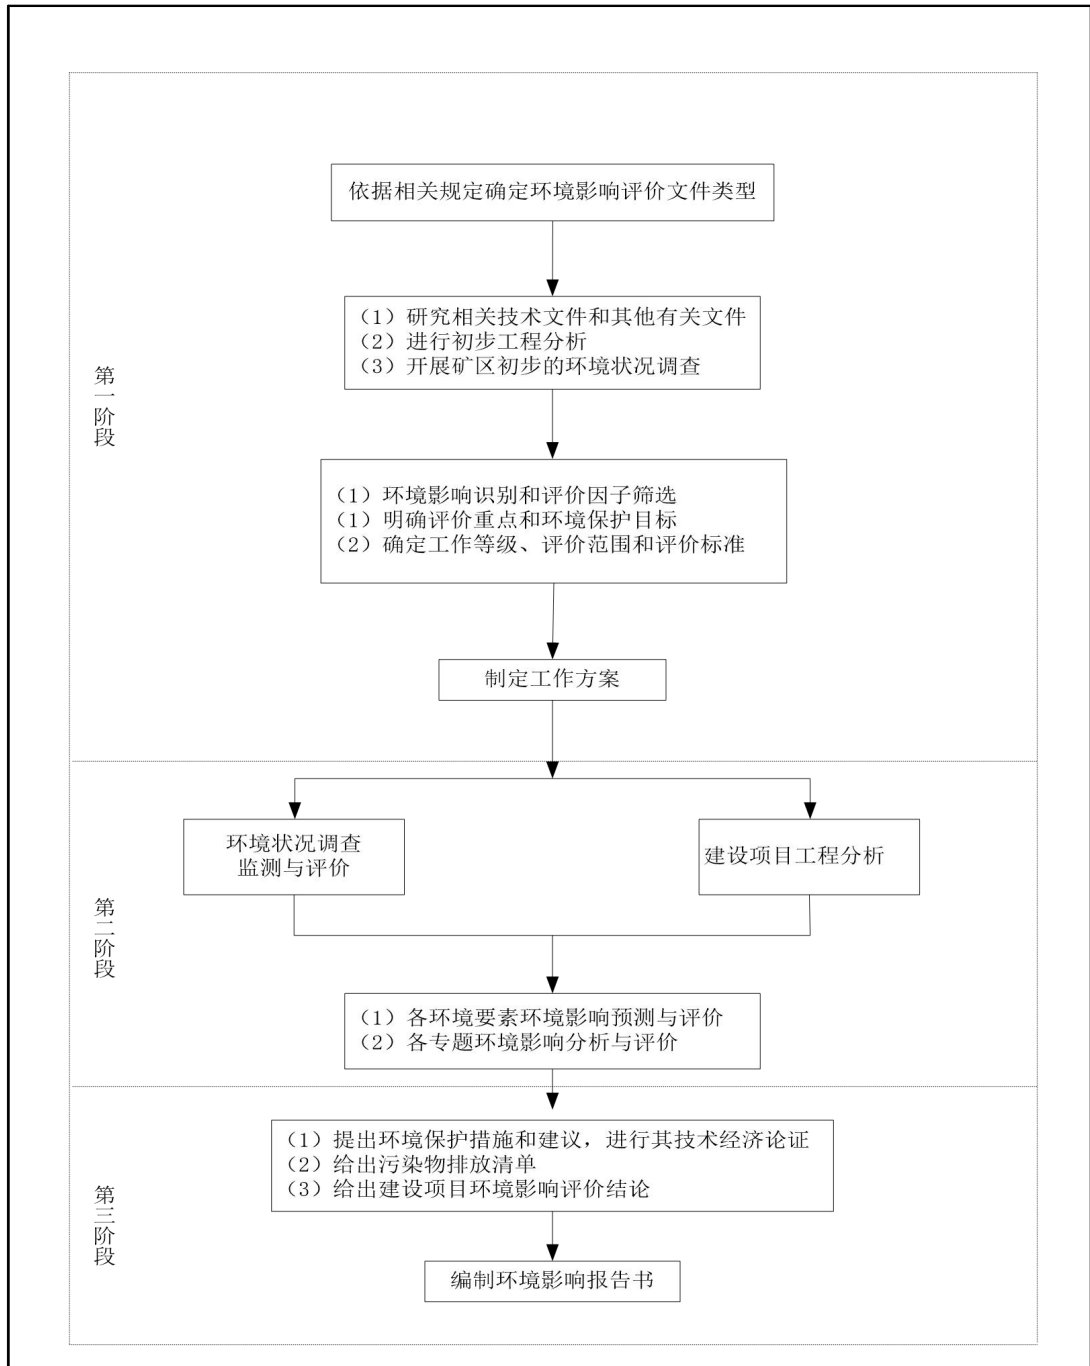 依据相关规定确定环境影响评价文件类型
（1）研究相关技术文件和其他有关文件
（2）进行初步工程分析
（3）开展矿区初步的环境状况调查
第一阶段
（1）环境影响识别和评价因子筛选
（1）明确评价重点和环境保护目标
（2）确定工作等级、评价范围和评价标准
制定工作方案
环境状况调查
监测与评价
建设项目工程分析
第二阶段
（1）各环境要素环境影响预测与评价
（2）各专题环境影响分析与评价
（1）提出环境保护措施和建议，进行其技术经济论证
（2）给出污染物排放清单
（3）给出建设项目环境影响评价结论
第三阶段
编制环境影响报告书